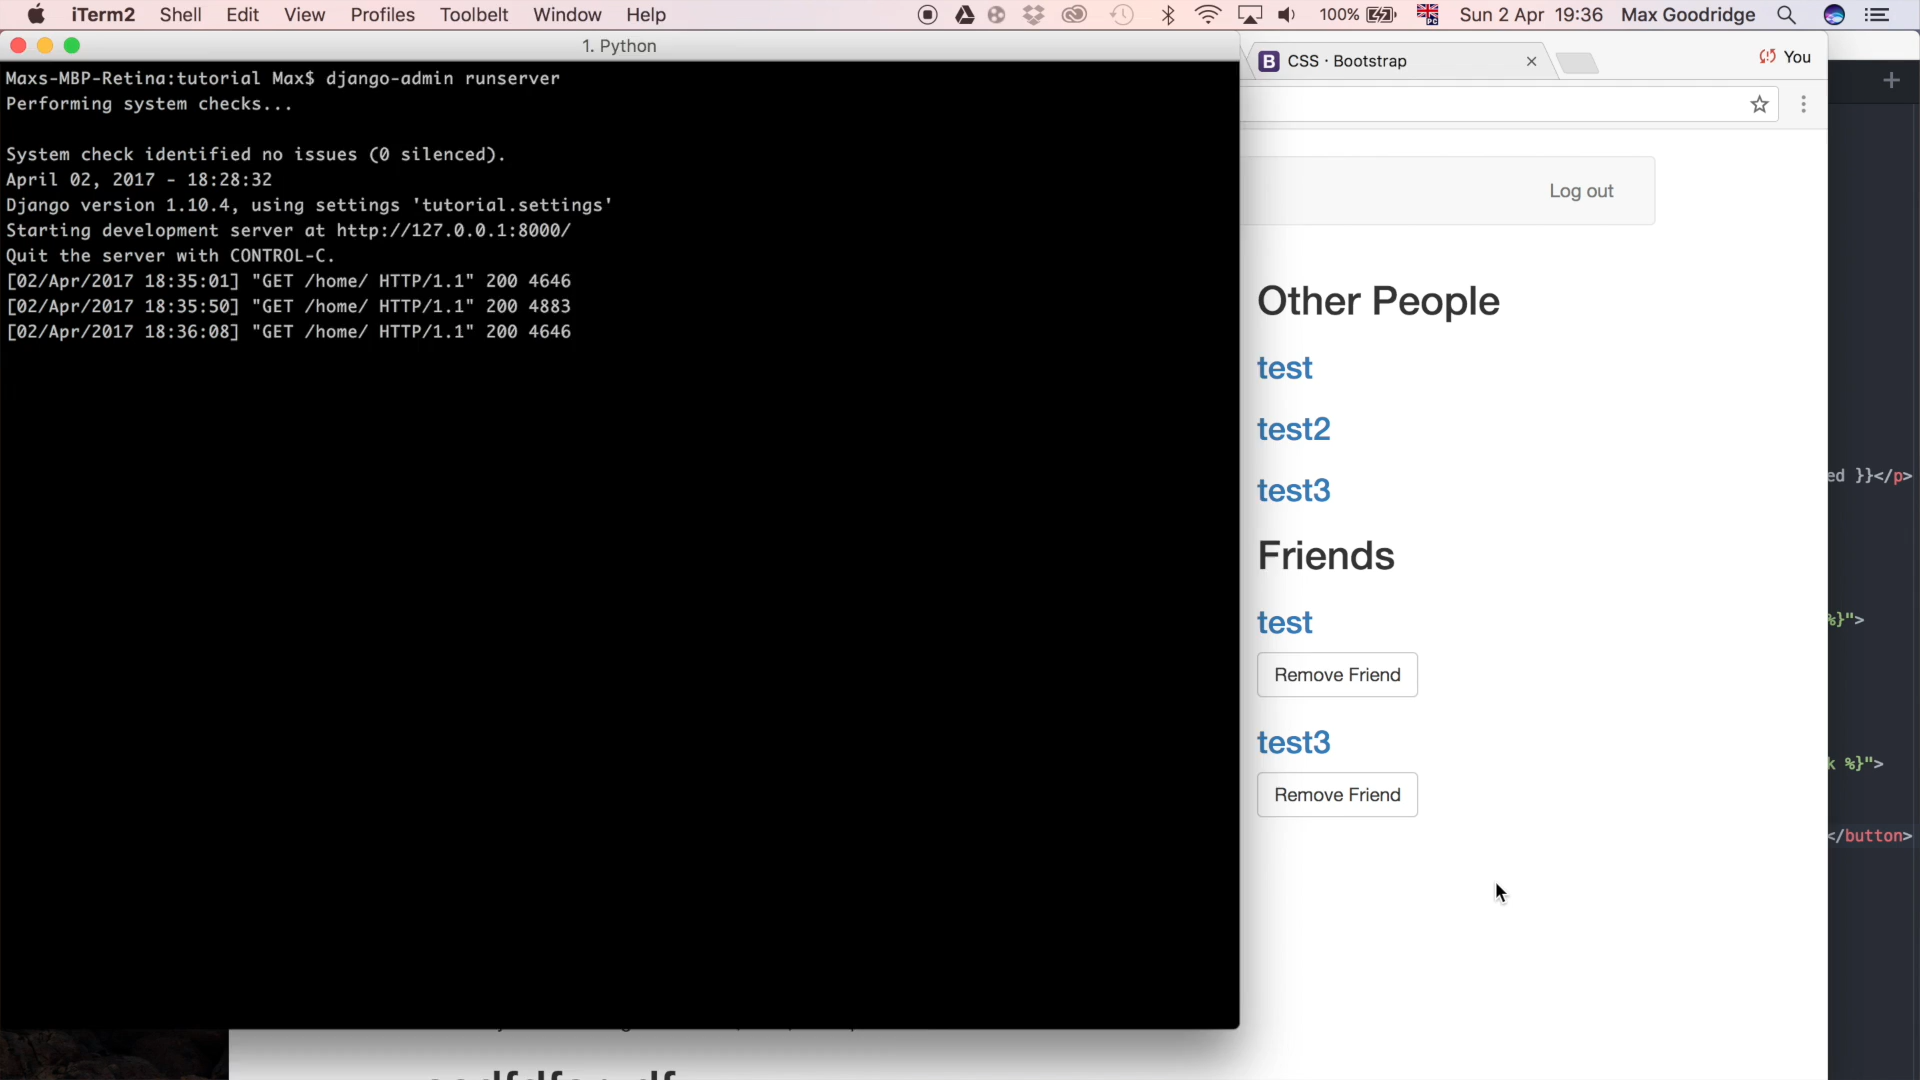 iTerm2 Shell Edit View Profiles Toolbelt Window Help 100% Sun 2 Apr 19:36 Max Goodridge
1. Python
CSS · Bootstrap
You
Maxs-MBP-Retina:tutorial Max$ django-admin runserver
Performing system checks...
System check identified no issues (0 silenced).
April 02, 2017 - 18:28:32
Django version 1.10.4, using settings 'tutorial.settings'
Starting development server at http://127.0.0.1:8000/
Quit the server with CONTROL-C.
[02/Apr/2017 18:35:01] "GET /home/ HTTP/1.1" 200 4646
[02/Apr/2017 18:35:50] "GET /home/ HTTP/1.1" 200 4883
[02/Apr/2017 18:36:08] "GET /home/ HTTP/1.1" 200 4646
Log out
Other People
test
test2
test3
Friends
test
Remove Friend
test3
Remove Friend
ed }}</p>
%}">
k %}">
</button>